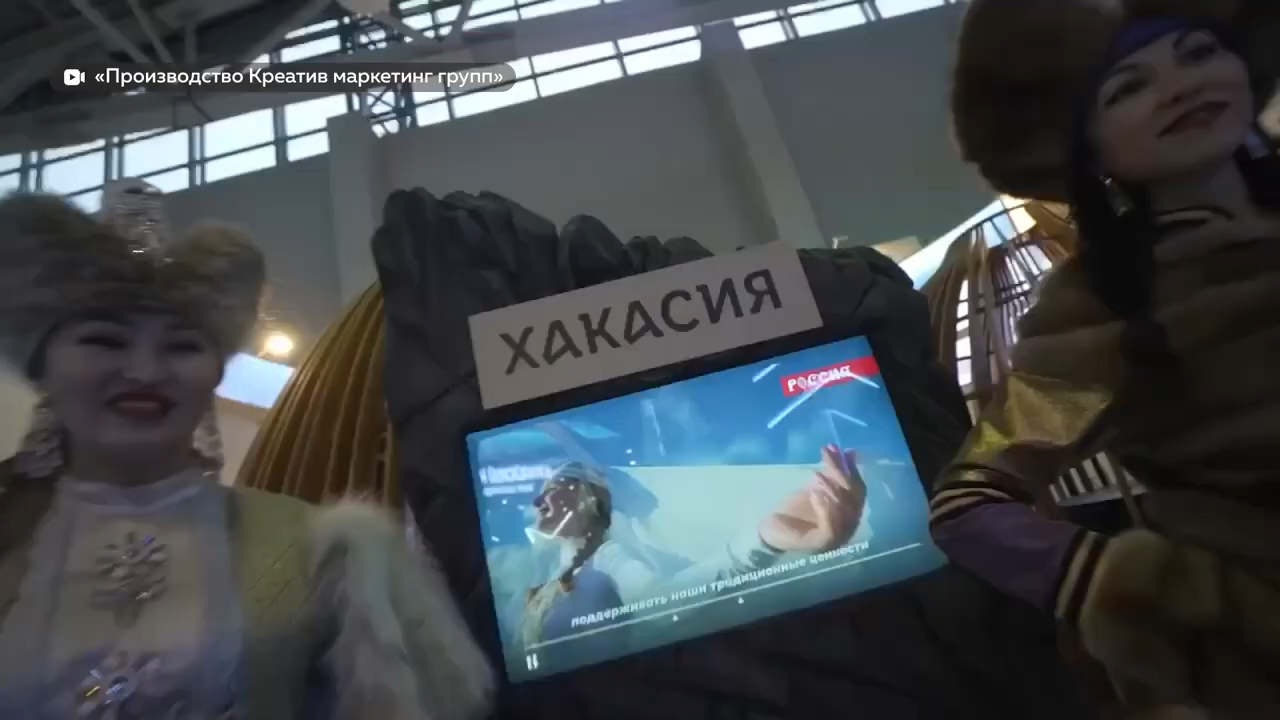 «Производство Креатив маркетинг групп»
ХАКАСИЯ
РОССИЯ
поддерживать наши традиционные ценности